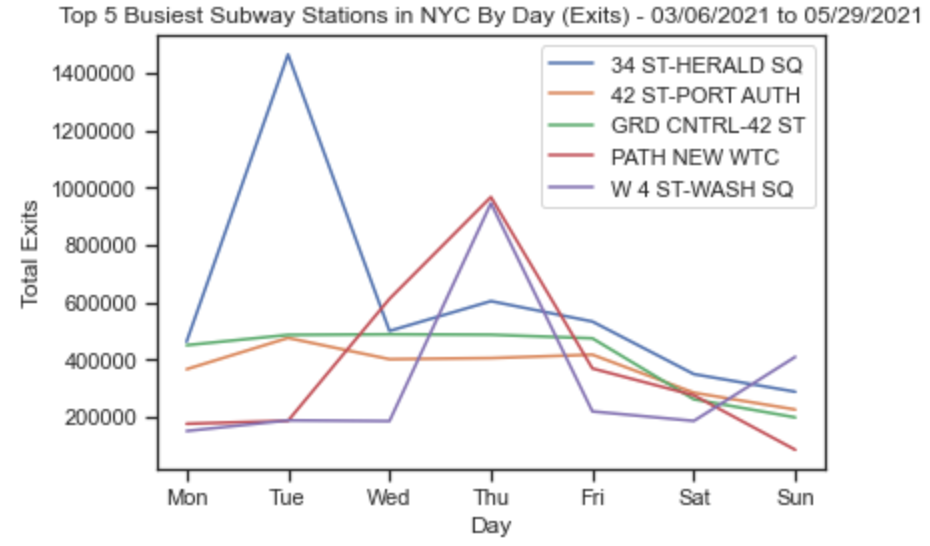 Top 5 Busiest Subway Stations in NYC By Day (Exits) - 03/06/2021 to 05/29/2021
34 ST-HERALD SQ
42 ST-PORT AUTH
GRD CNTRL-42 ST
PATH NEW WTC
W 4 ST-WASH SQ
Total Exits
1400000
1200000
1000000
800000
600000
400000
200000
Mon Tue Wed Thu Fri Sat Sun
Day